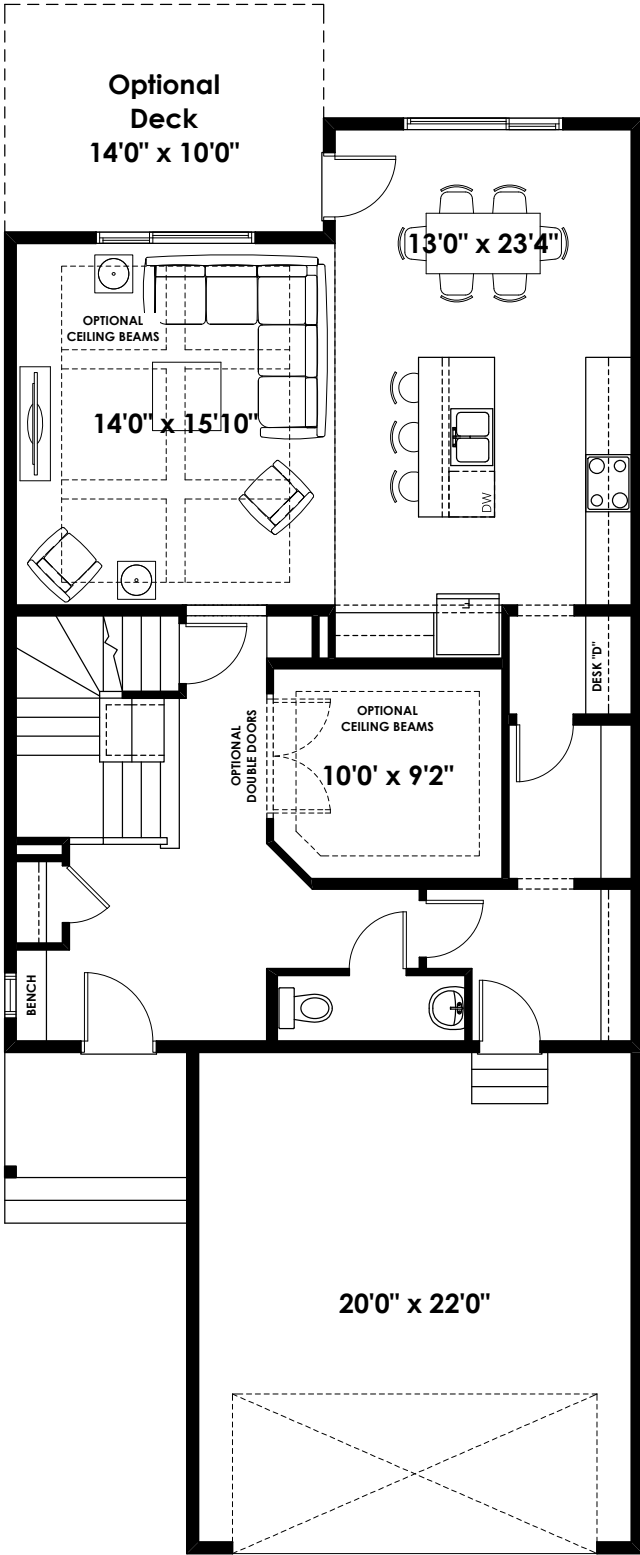 Optional
Deck
14'0" x 10'0"
13'0" x 23'4"
OPTIONAL
CEILING BEAMS
14'0" x 15'10"
DW
F
DESK "D"
OPTIONAL
DOUBLE DOORS
OPTIONAL
CEILING BEAMS
10'0' x 9'2"
BENCH
20'0" x 22'0"